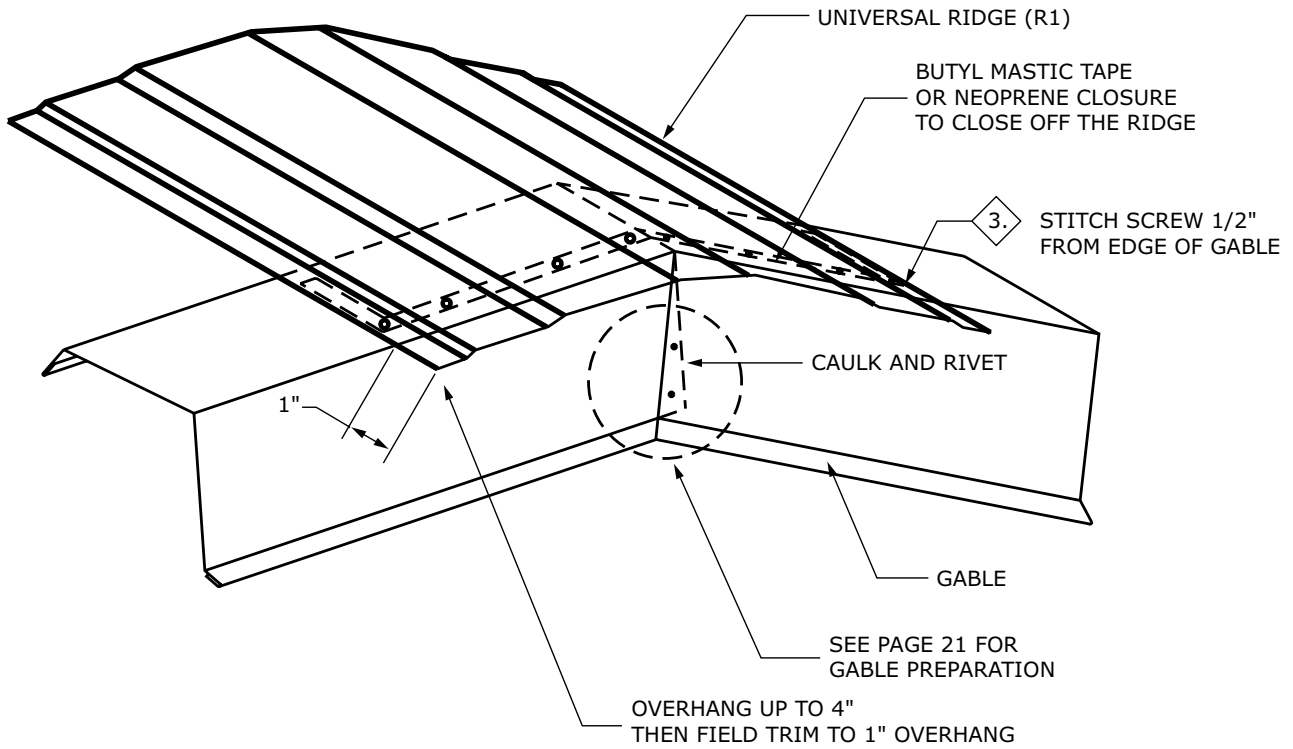 UNIVERSAL RIDGE (R1)
BUTYL MASTIC TAPE
OR NEOPRENE CLOSURE
TO CLOSE OFF THE RIDGE
3. STITCH SCREW 1/2"
FROM EDGE OF GABLE
CAULK AND RIVET
1"
GABLE
SEE PAGE 21 FOR
GABLE PREPARATION
OVERHANG UP TO 4"
THEN FIELD TRIM TO 1" OVERHANG